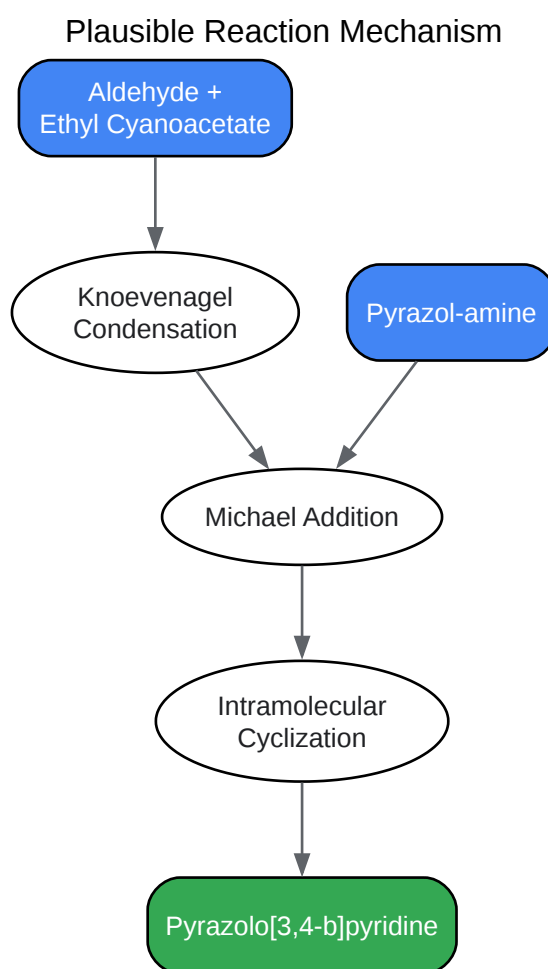 Plausible Reaction Mechanism
Aldehyde +
Ethyl Cyanoacetate
Knoevenagel
Condensation
Pyrazol-amine
Michael Addition
Intramolecular
Cyclization
Pyrazolo[3,4-b]pyridine